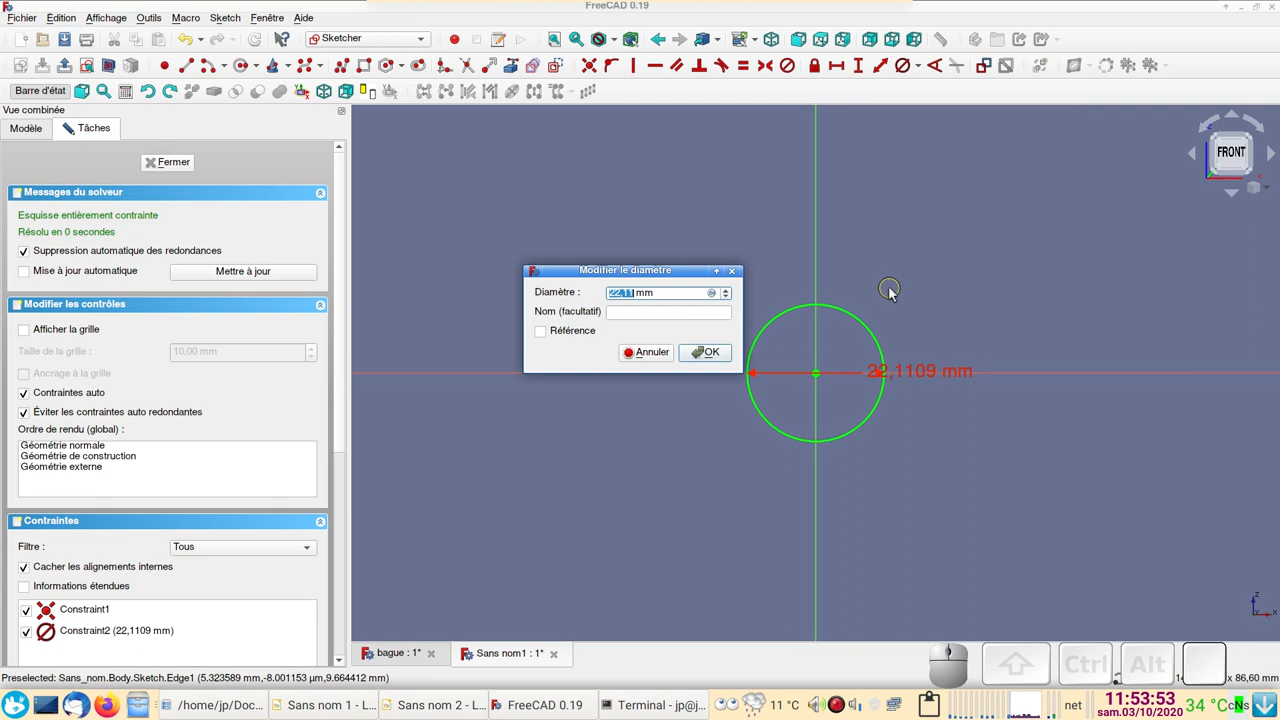 FreeCAD 0.19
Fichier Édition Affichage Outils Macro Sketch Fenêtre Aide
Sketcher
Barre d'état
Vue combinée
Modèle Tâches
Fermer
Messages du solveur
Esquisse entièrement contrainte
Résolu en 0 secondes
Suppression automatique des redondances
Mise à jour automatique Mettre à jour
Modifier les contrôles
Afficher la grille
Taille de la grille : 10,00 mm
Ancrage à la grille
Contraintes auto
Éviter les contraintes auto redondantes
Ordre de rendu (global) :
Géométrie normale
Géométrie de construction
Géométrie externe
Contraintes
Filtre : Tous
Cacher les alignements internes
Informations étendues
Constraint1
Constraint2 (22,1109 mm)
Modifier le diamètre
Diamètre : 22,11 mm
Nom (facultatif)
Référence
Annuler OK
22,1109 mm
FRONT
z
x
bague : 1* Sans nom1 : 1*
Ctrl Alt
Preselected: Sans_nom.Body.Sketch.Edge1 (5.323589 mm,-8.001153 µm,9.664412 mm)
x 86,60 mm
/home/jp/Doc... Sans nom 1 - L... Sans nom 2 - L... FreeCAD 0.19 Terminal - jp@j... 11 °C net 11:53:53 34 °C
sam.03/10/2020